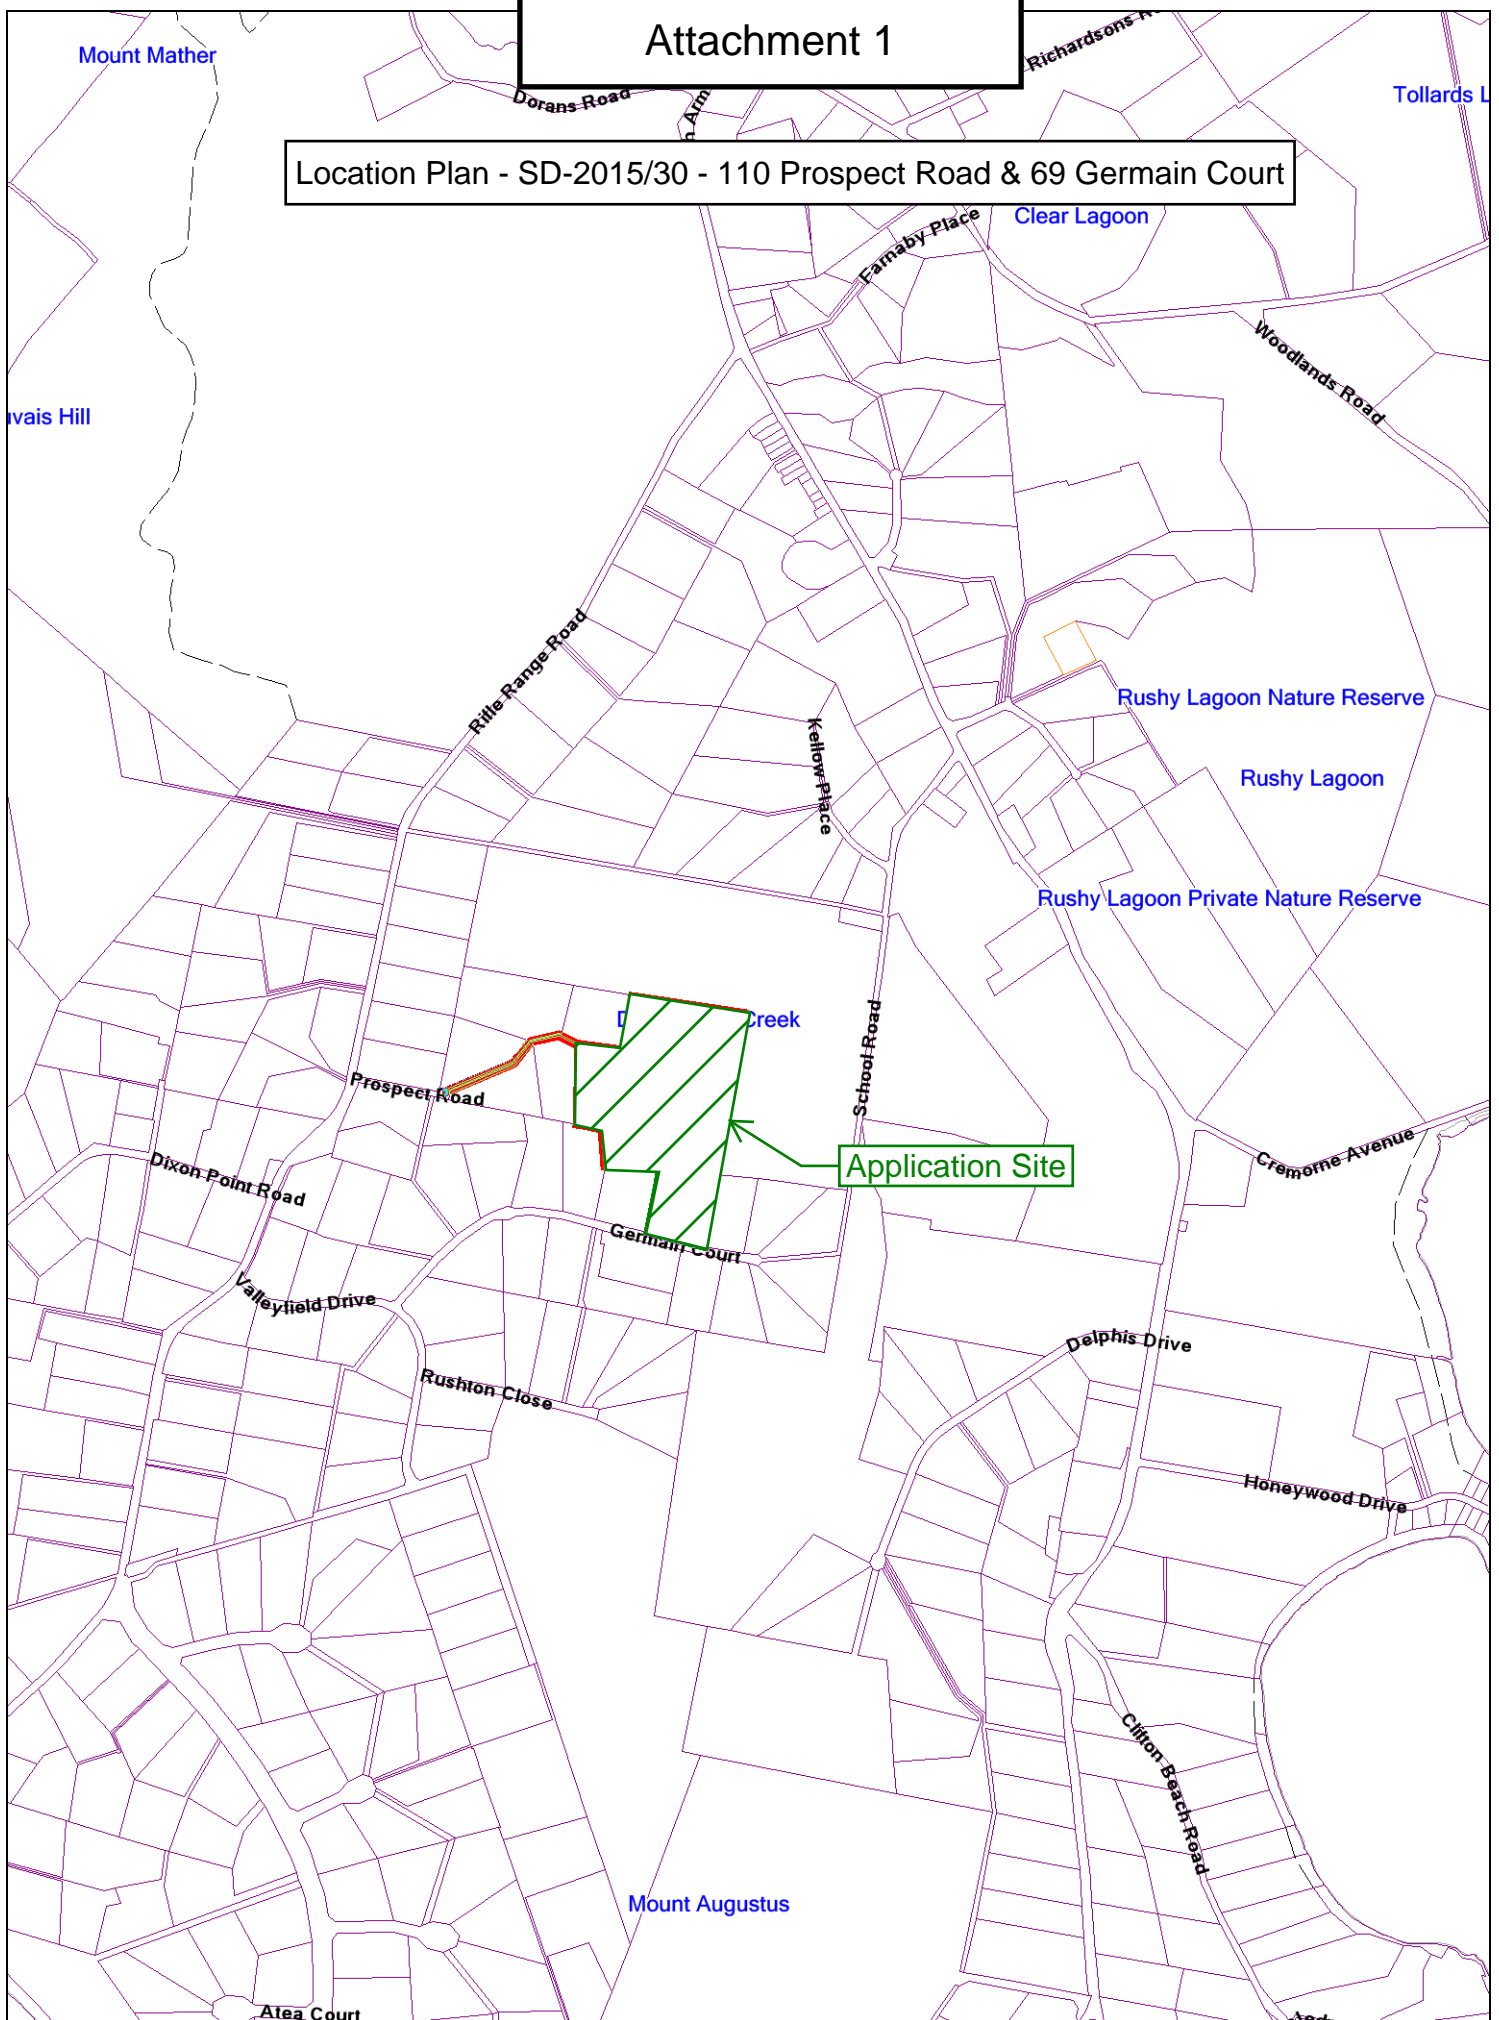 Attachment 1
Mount Mather
Richardsons
Dorans Road
Tollards L
Arm
Location Plan - SD-2015/30 - 110 Prospect Road & 69 Germain Court
Clear Lagoon
Farnaby Place
Woodlands Road
vais Hill
Rifle Range Road
Rushy Lagoon Nature Reserve
Kellow Place
Rushy Lagoon
Rushy Lagoon Private Nature Reserve
Creek
School Road
Prospect Road
Cremorne Avenue
Application Site
Dixon Point Road
Germain Court
Valleyfield Drive
Delphis Drive
Rushton Close
Honeywood Drive
Clifton Beach Road
Mount Augustus
Atea Court